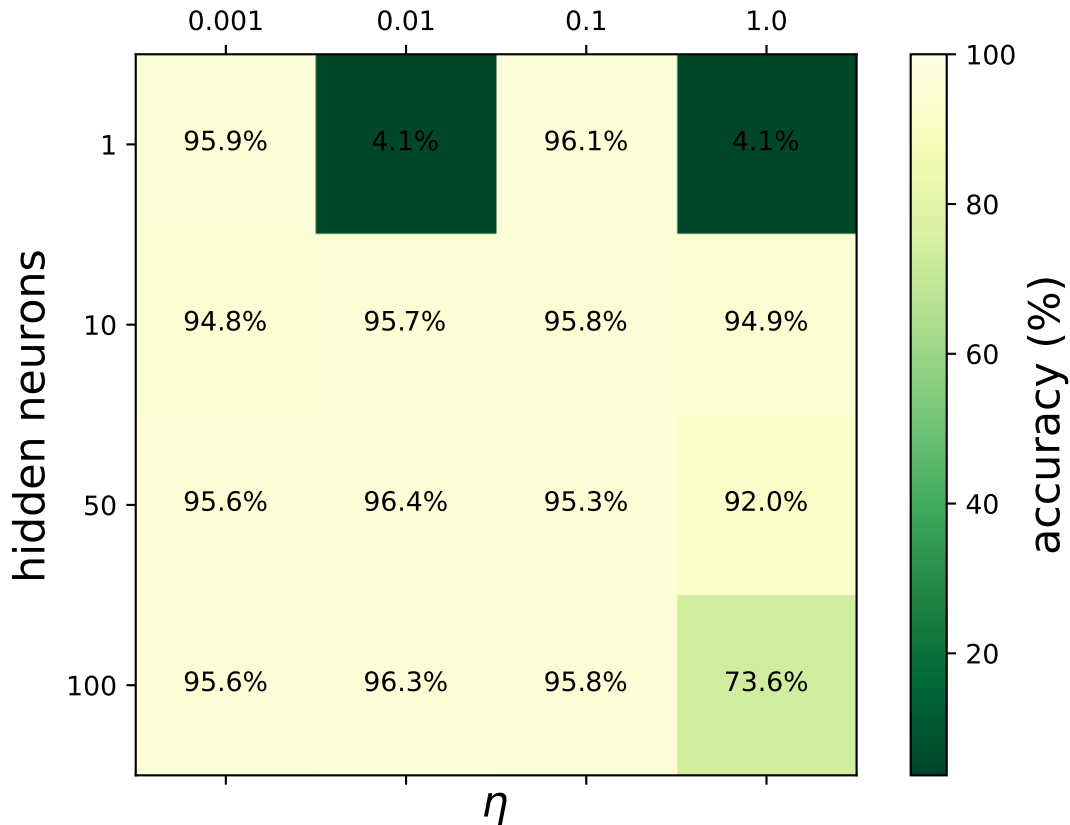 0.001 0.01 0.1 1.0
100
80
60
40
20
accuracy (%)
hidden neurons
1 95.9% 4.1% 96.1% 4.1%
10 94.8% 95.7% 95.8% 94.9%
50 95.6% 96.4% 95.3% 92.0%
100 95.6% 96.3% 95.8% 73.6%
η